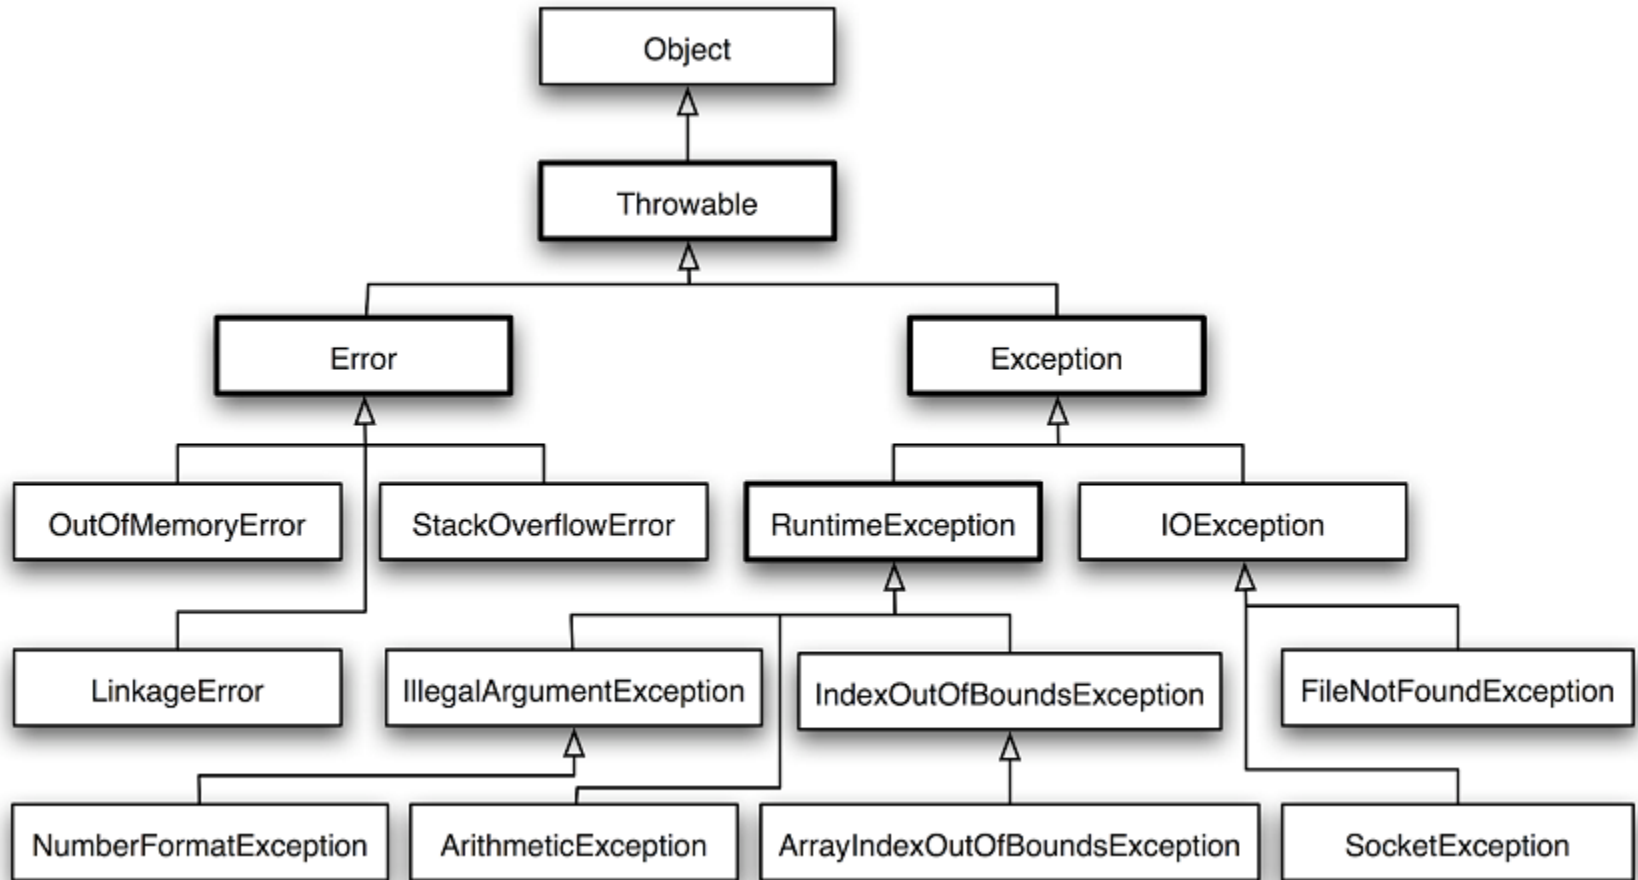 Object
Throwable
Error
Exception
OutOfMemoryError
StackOverflowError
RuntimeException
IOException
LinkageError
IllegalArgumentException
IndexOutOfBoundsException
FileNotFoundException
NumberFormatException
ArithmeticException
ArrayIndexOutOfBoundsException
SocketException